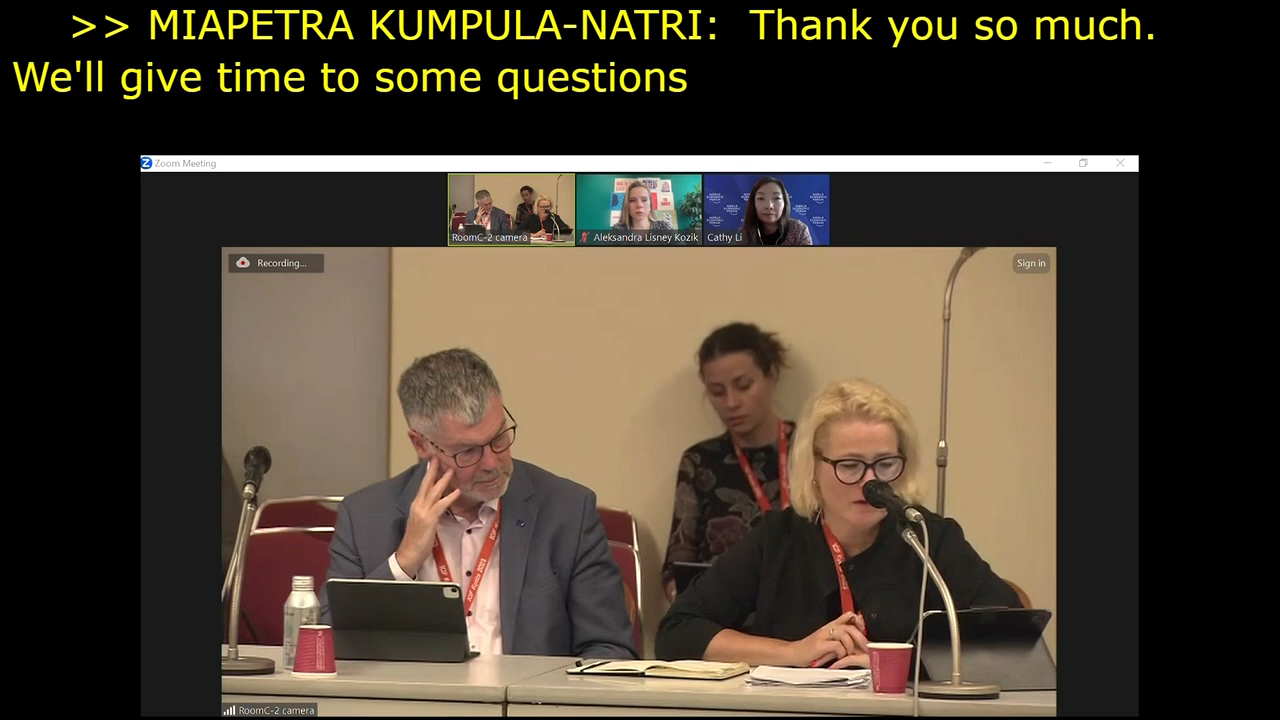 >> MIAPETRA KUMPULA-NATRI:  Thank you so much.
We'll give time to some questions
Zoom Meeting
RoomC-2 camera
Aleksandra Lisney Kozik
Cathy Li
Recording...
Sign in
RoomC-2 camera